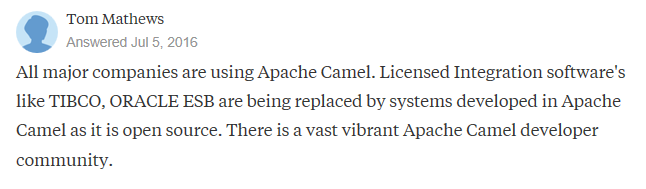 Tom Mathews
Answered Jul 5, 2016
All major companies are using Apache Camel. Licensed Integration software's
like TIBCO, ORACLE ESB are being replaced by systems developed in Apache
Camel as it is open source. There is a vast vibrant Apache Camel developer
community.